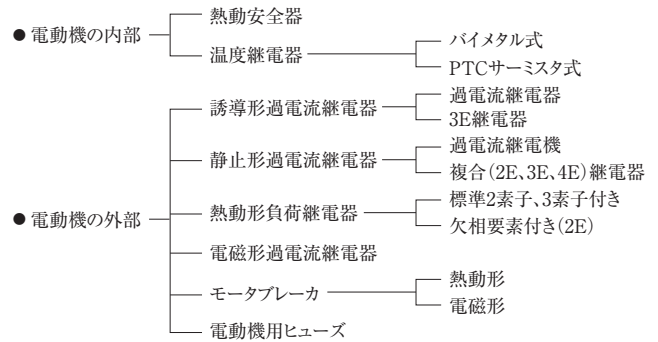 熱動安全器
● 電動機の内部
バイメタル式
温度継電器
PTCサーミスタ式
過電流継電器
誘導形過電流継電器
3E継電器
過電流継電機
静止形過電流継電器
複合(2E、3E、4E)継電器
標準2素子、3素子付き
● 電動機の外部
熱動形負荷継電器
欠相要素付き(2E)
電磁形過電流継電器
熱動形
モータブレーカ
電磁形
電動機用ヒューズ